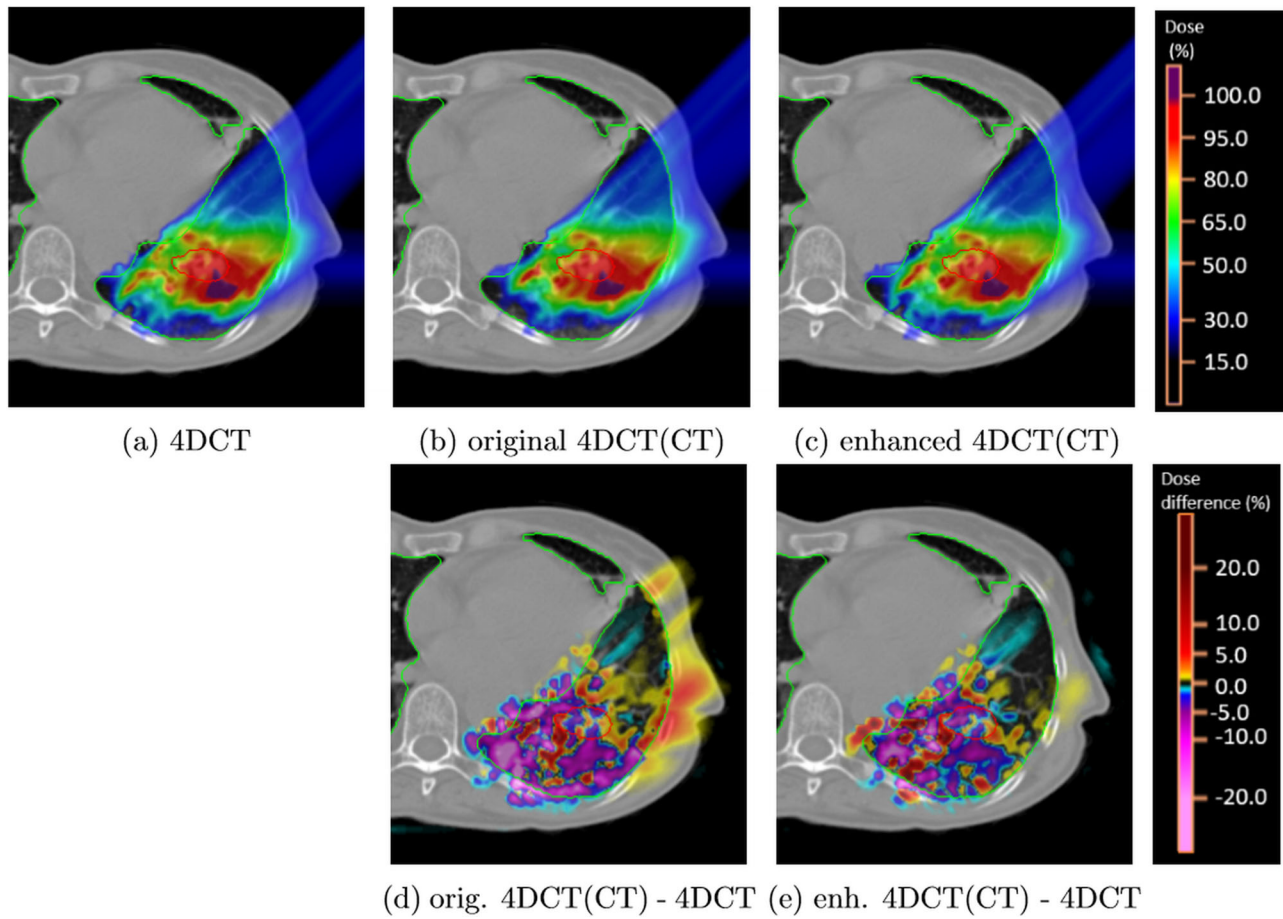 Dose
(%)
100.0
95.0
80.0
65.0
50.0
30.0
15.0
(a) 4DCT
(b) original 4DCT(CT)
(c) enhanced 4DCT(CT)
Dose
difference (%)
20.0
10.0
5.0
0.0
-5.0
-10.0
-20.0
(d) orig. 4DCT(CT) - 4DCT
(e) enh. 4DCT(CT) - 4DCT